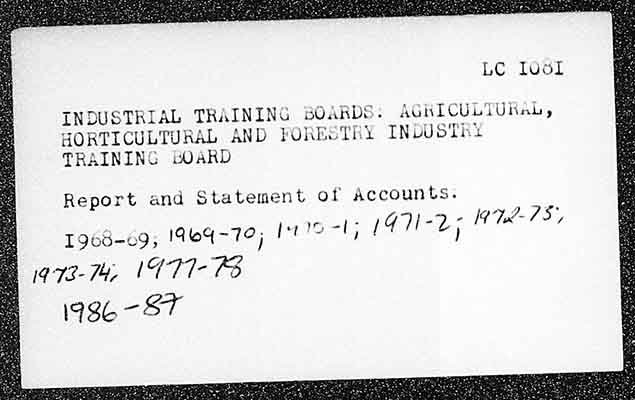 LC I08I
INDUSTRIAL TRAINING BOARDS: AGRICULTURAL,
HORTICULTURAL AND FORESTRY INDUSTRY
TRAINING BOARD
Report and Statement of Accounts.
I968-69; 1969-70; 1970-1; 1971-2; 1972-73;
1973-74; 1977-78
1986-87